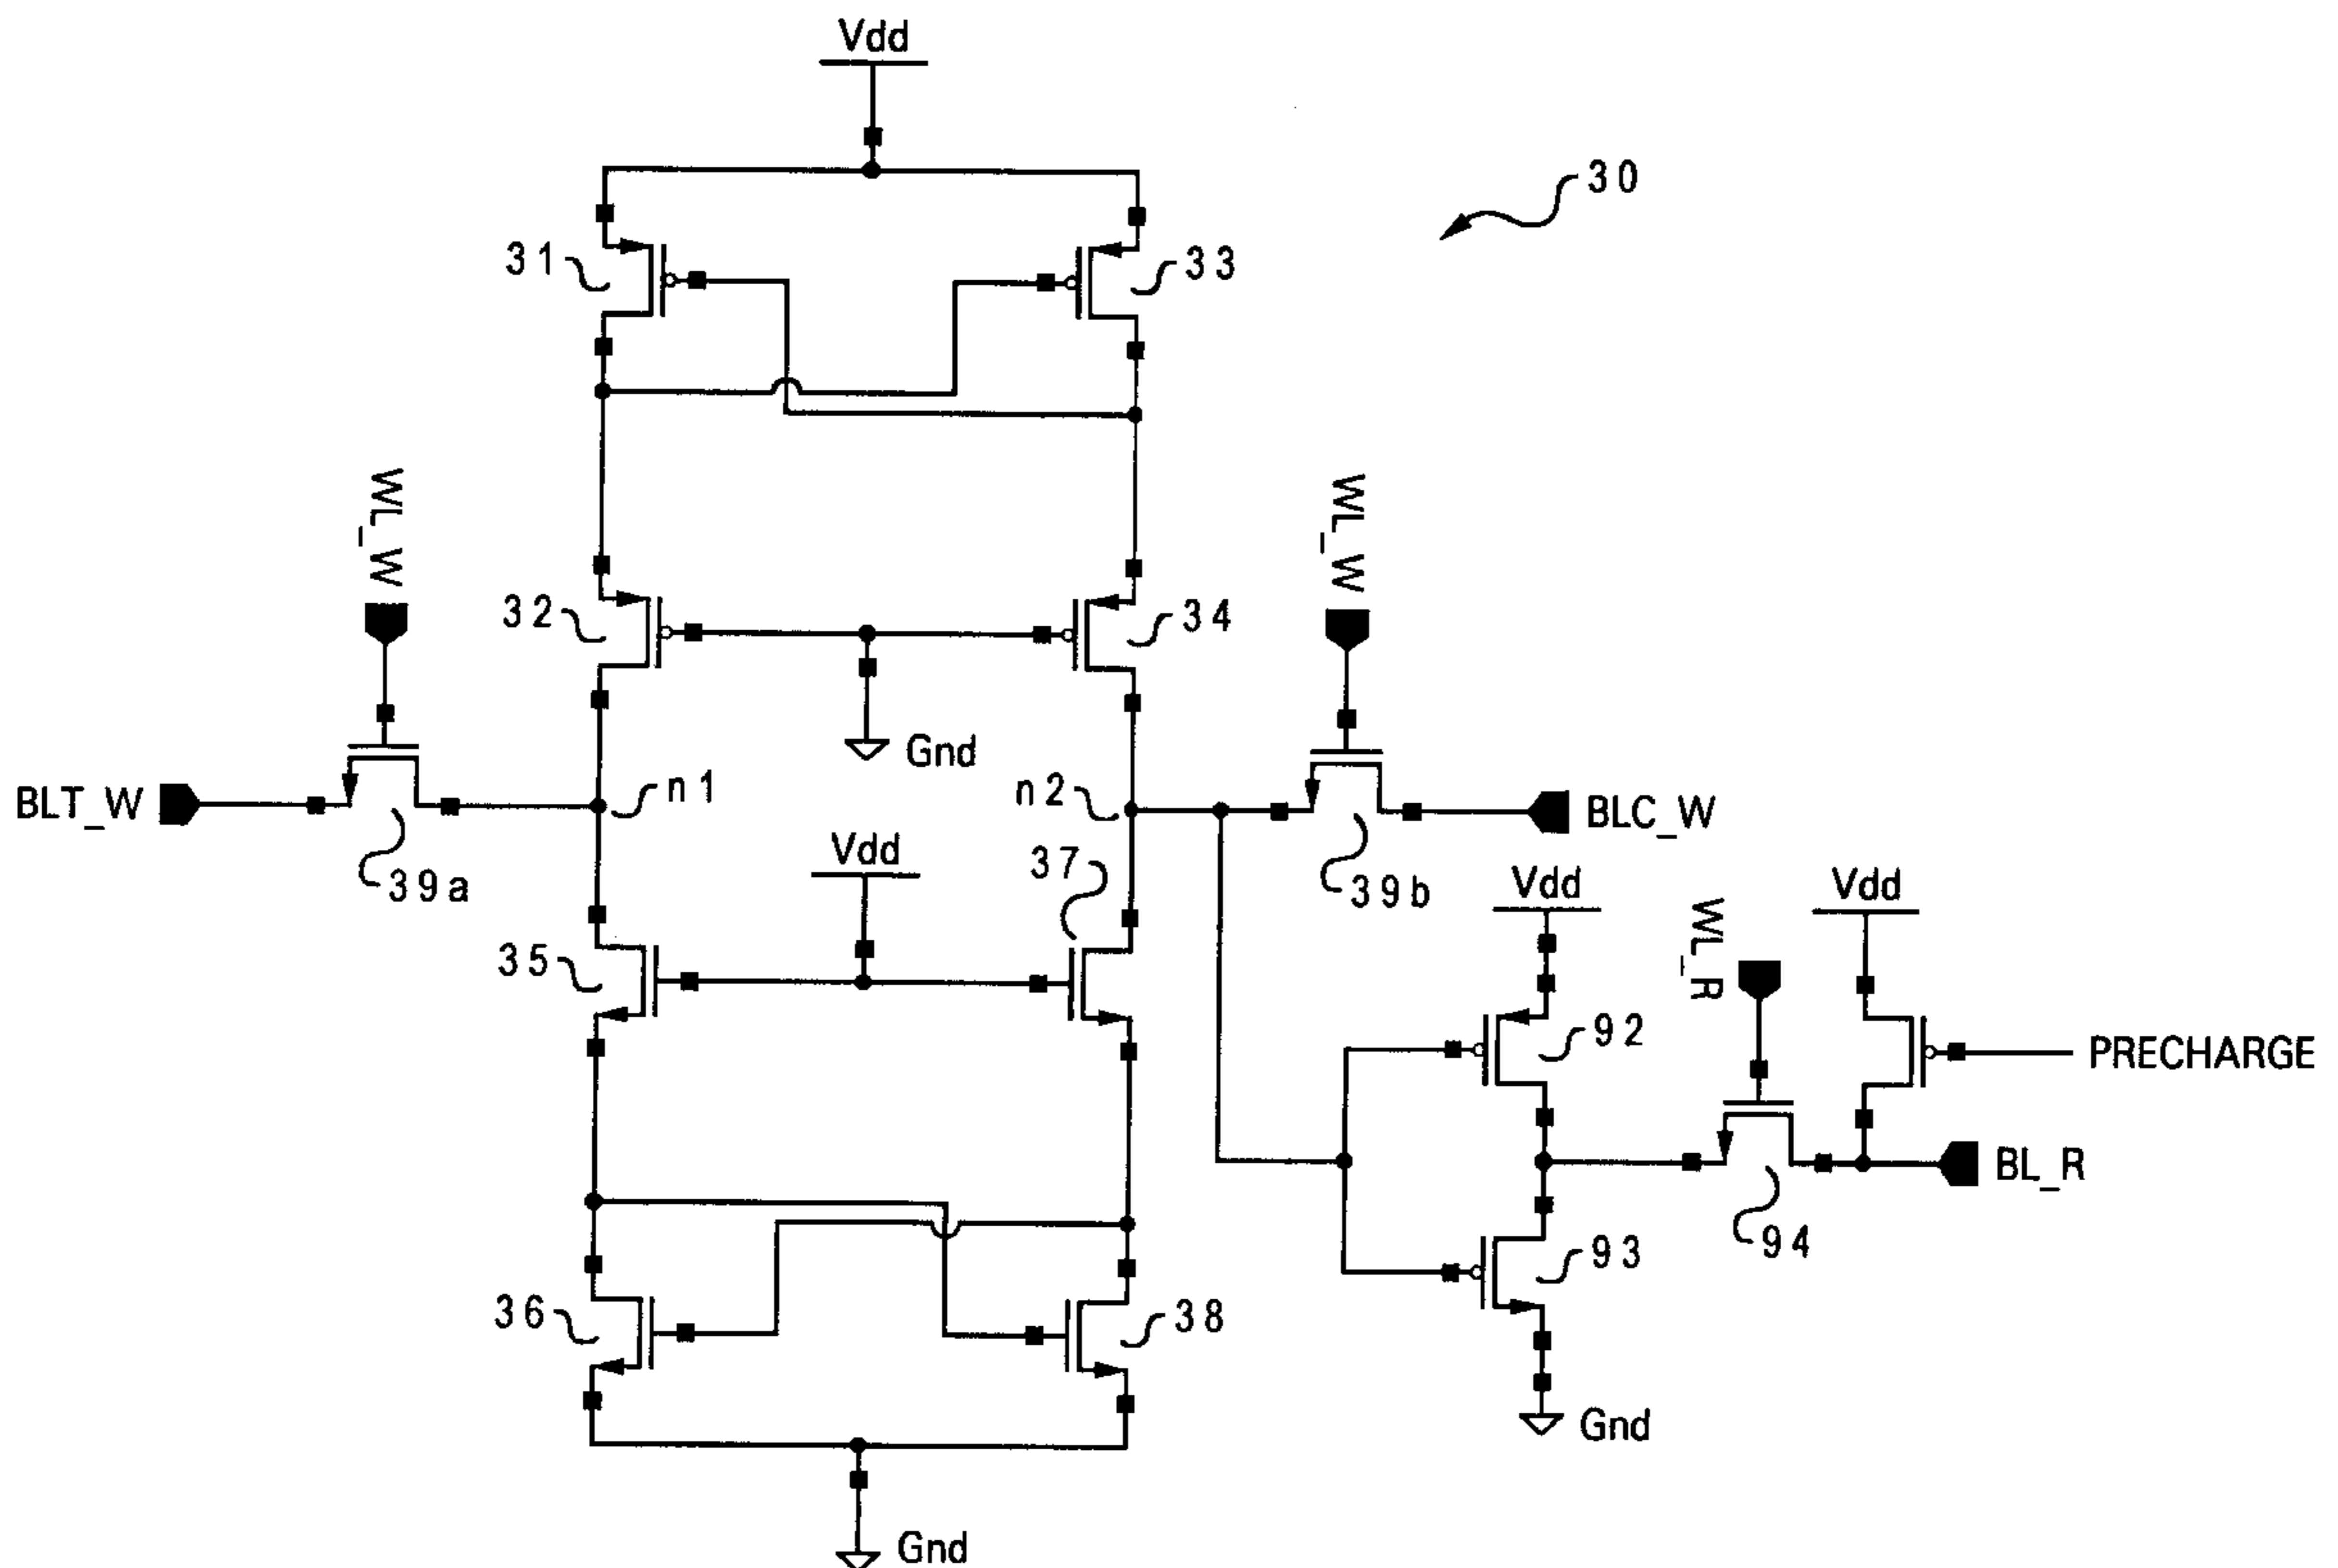 Vdd
30
31
33
WL_W
WL_W
32
34
Gnd
BLT_W
n1
n2
BLC_W
39a
Vdd
37
39b
Vdd
WL_R
Vdd
35
92
PRECHARGE
BL_R
94
93
36
38
Gnd
Gnd